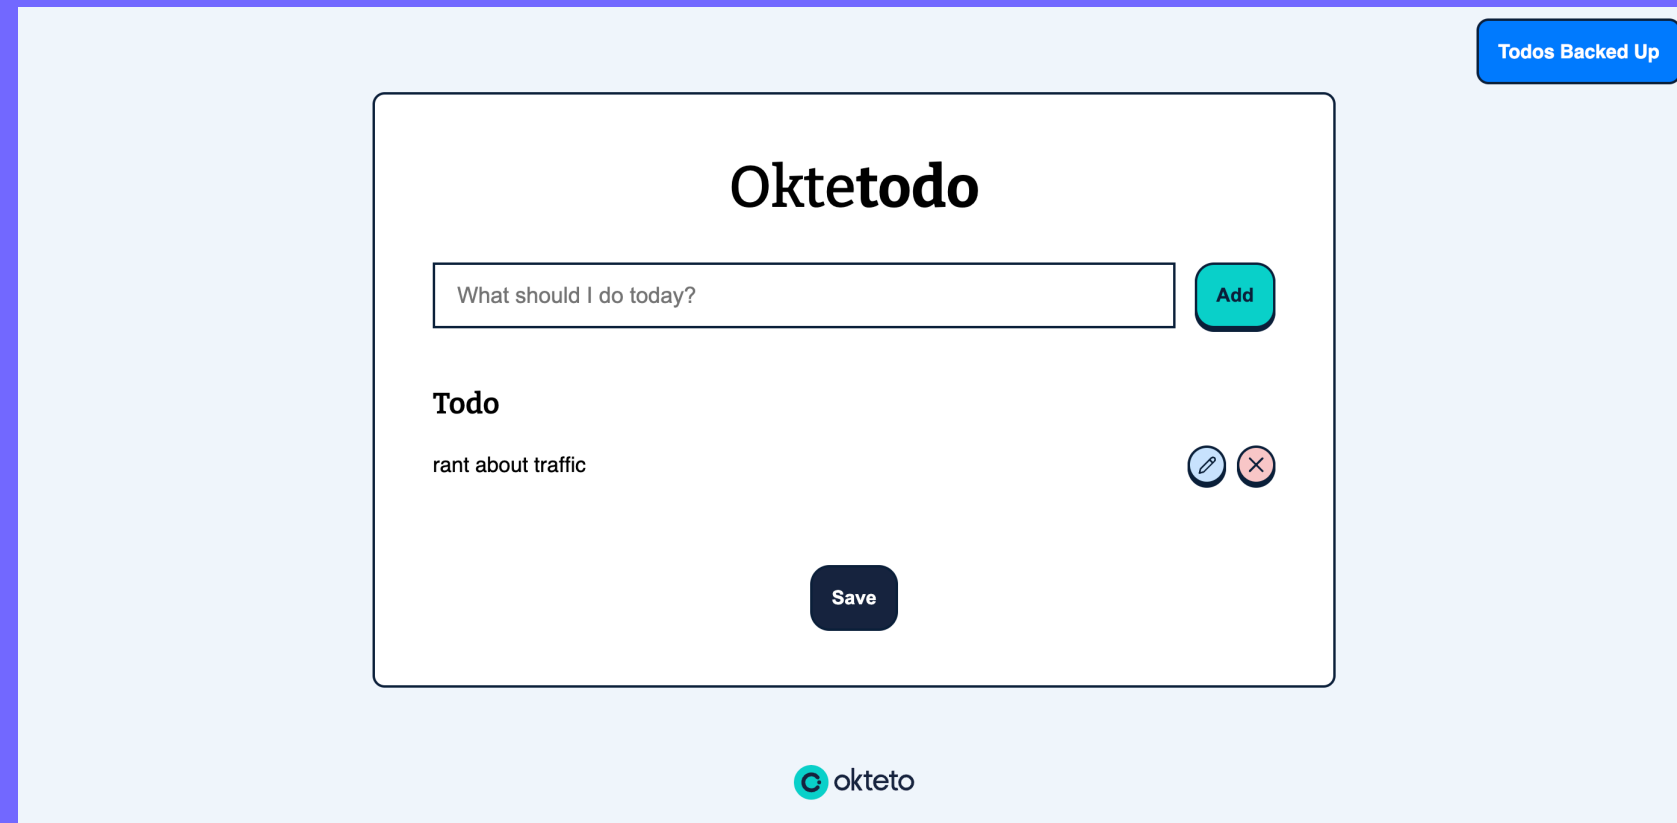 Todos Backed Up
Oktetodo
What should I do today?
Add
Todo
rant about traffic
Save
okteto